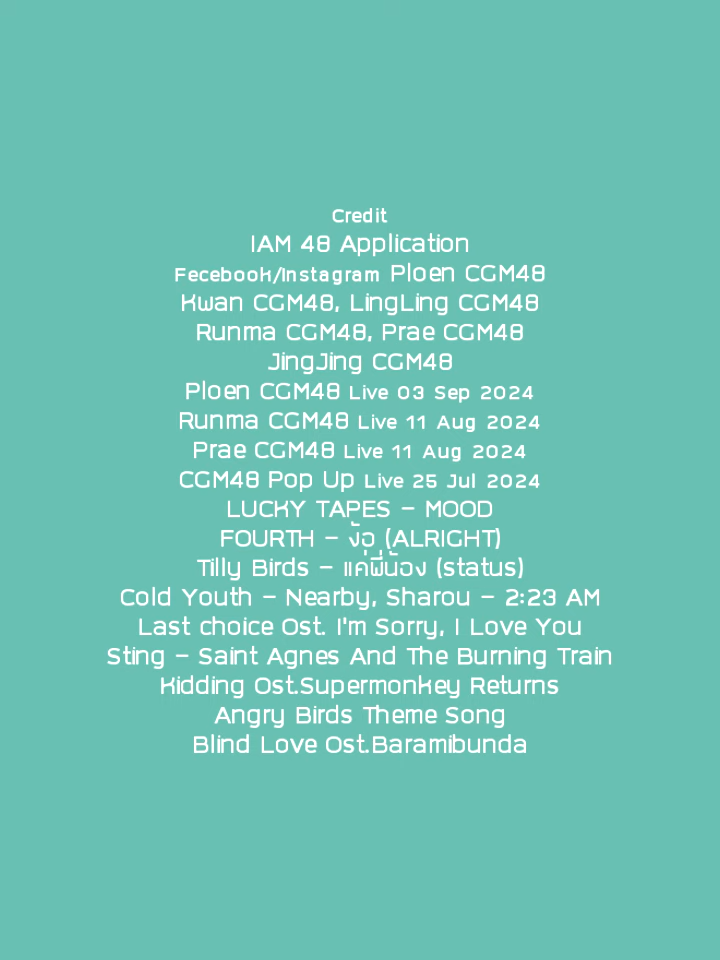 Credit
IAM 48 Application
Fecebook/Instagram Ploen CGM48
Kwan CGM48, LingLing CGM48
Runma CGM48, Prae CGM48
JingJing CGM48
Ploen CGM48 Live 03 Sep 2024
Runma CGM48 Live 11 Aug 2024
Prae CGM48 Live 11 Aug 2024
CGM48 Pop Up Live 25 Jul 2024
LUCKY TAPES - MOOD
FOURTH - ง้อ (ALRIGHT)
Tilly Birds - แค่พี่น้อง (status)
Cold Youth - Nearby, Sharou - 2:23 AM
Last choice Ost. I'm Sorry, I Love You
Sting - Saint Agnes And The Burning Train
Kidding Ost.Supermonkey Returns
Angry Birds Theme Song
Blind Love Ost.Baramibunda